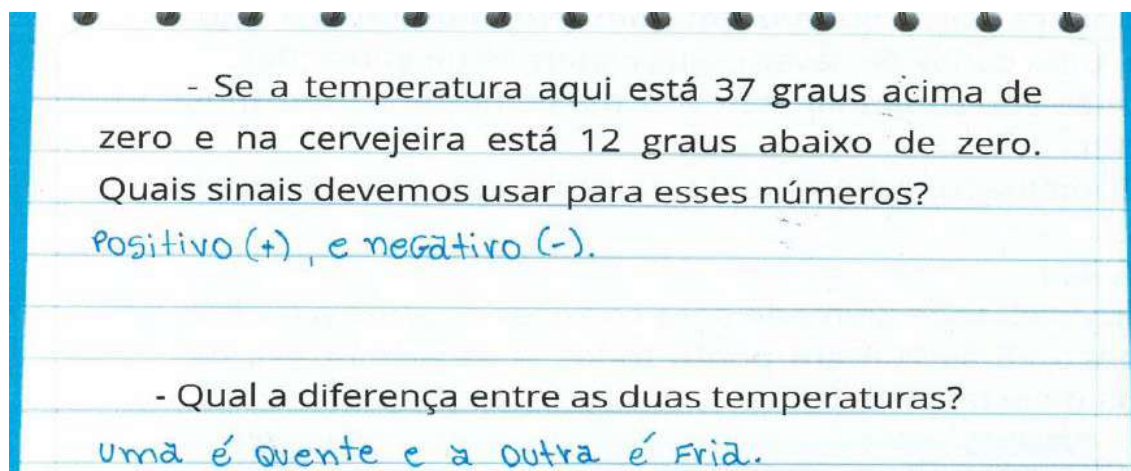 - Se a temperatura aqui está 37 graus acima de
zero e na cervejeira está 12 graus abaixo de zero.
Quais sinais devemos usar para esses números?
Positivo (+), e negativo (-).
- Qual a diferença entre as duas temperaturas?
uma é quente e a outra é Fria.